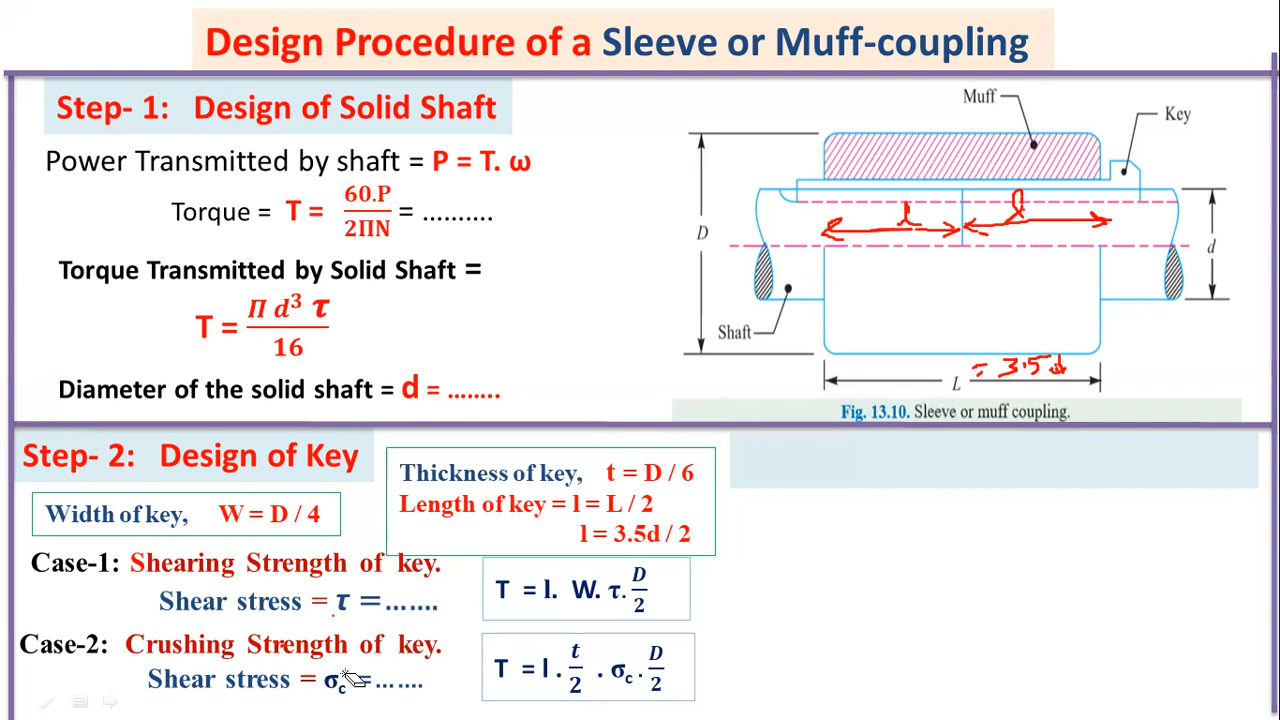 Design Procedure of a Sleeve or Muff-coupling
Step- 1: Design of Solid Shaft
Power Transmitted by shaft = P = T. ω
Torque = T = 60.P / 2ΠN = ..........
Torque Transmitted by Solid Shaft =
T = Π d³ τ / 16
Diameter of the solid shaft = d = ........
Muff
Key
D
l
l
d
Shaft
L = 3.5d
Fig. 13.10. Sleeve or muff coupling.
Step- 2: Design of Key
Width of key, W = D / 4
Thickness of key, t = D / 6
Length of key = l = L / 2
l = 3.5d / 2
Case-1: Shearing Strength of key.
Shear stress = τ = .......
T = l. W. τ. D/2
Case-2: Crushing Strength of key.
Shear stress = σc = .......
T = l . t/2 . σc . D/2